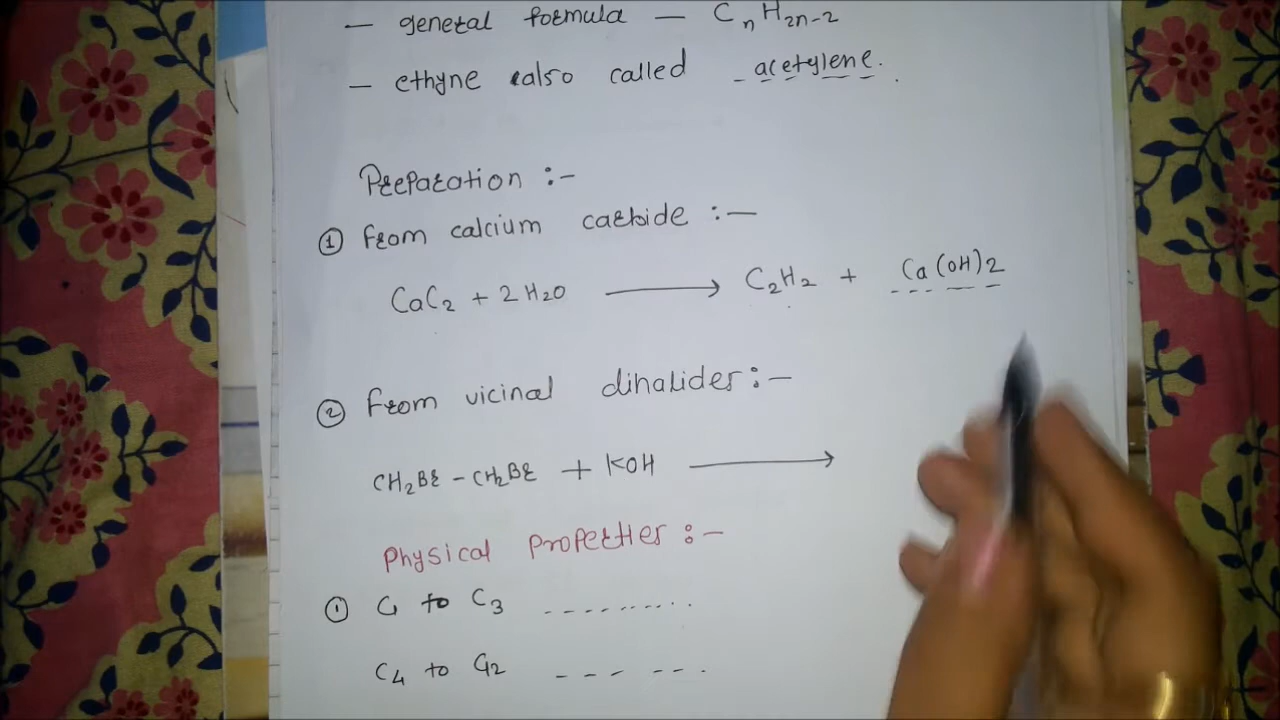 — general formula — CnH2n-2
— ethyne also called acetylene.
Preparation :-
① from calcium carbide :—
CaC2 + 2H2O ⟶ C2H2 + Ca(OH)2
② from vicinal dihalides :—
CH2Br – CH2Br + KOH ⟶
Physical properties :—
① C1 to C3 ----------
C4 to C12 --- --.